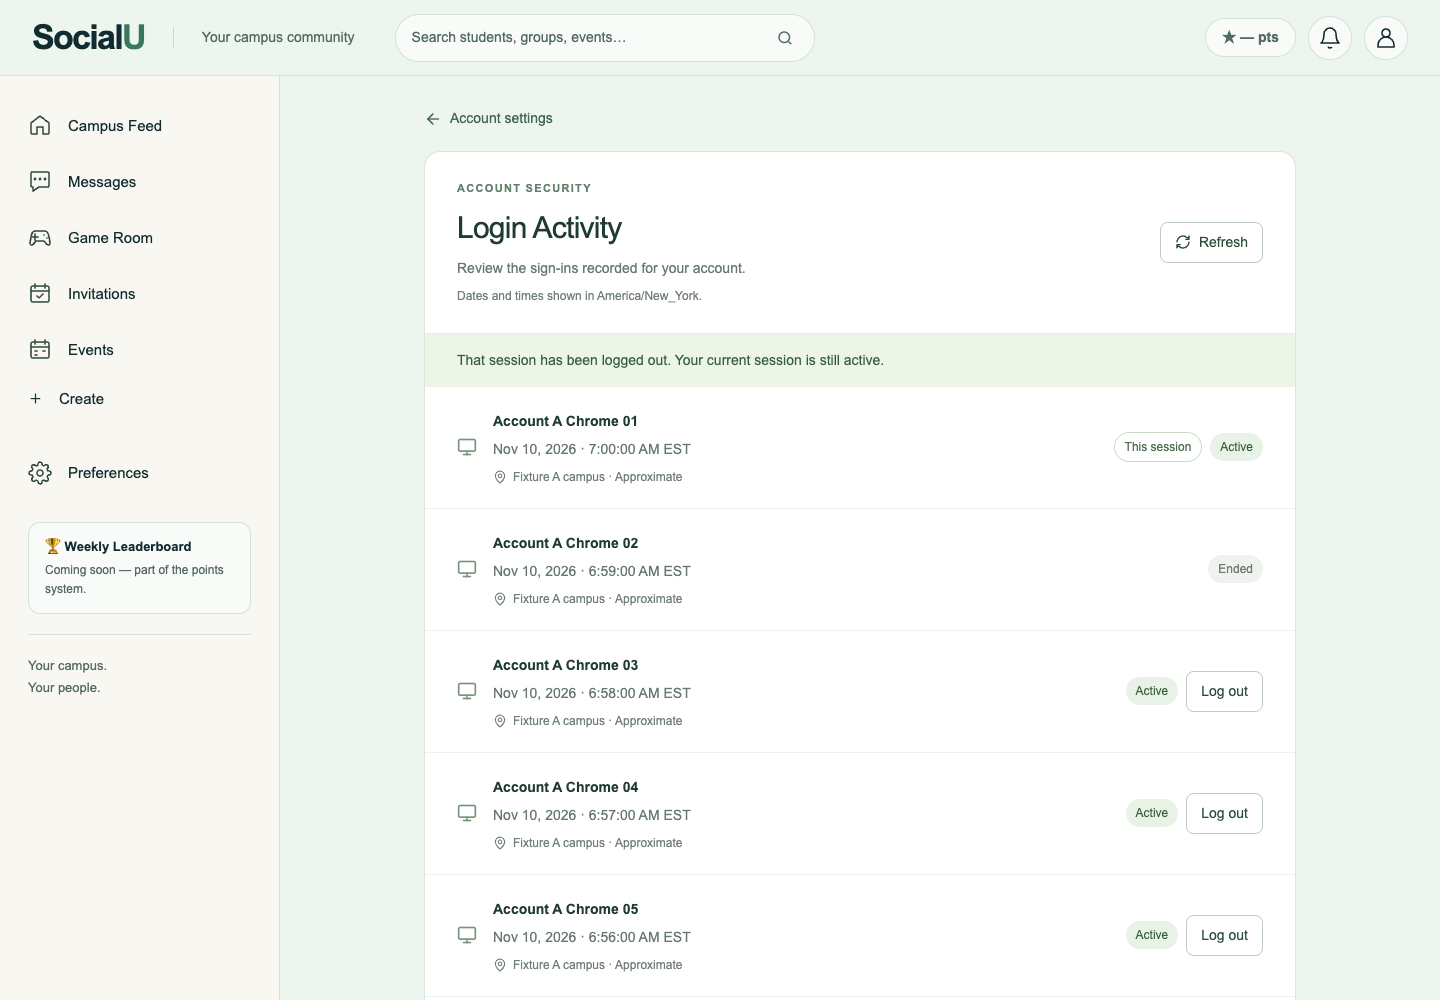 SocialU
Your campus community
Search students, groups, events…
★ — pts
Campus Feed
Messages
Game Room
Invitations
Events
+ Create
Preferences
🏆 Weekly Leaderboard
Coming soon — part of the points
system.
Your campus.
Your people.
← Account settings
ACCOUNT SECURITY
Login Activity
Review the sign-ins recorded for your account.
Dates and times shown in America/New_York.
Refresh
That session has been logged out. Your current session is still active.
Account A Chrome 01
Nov 10, 2026 · 7:00:00 AM EST
Fixture A campus · Approximate
This session
Active
Account A Chrome 02
Nov 10, 2026 · 6:59:00 AM EST
Fixture A campus · Approximate
Ended
Account A Chrome 03
Nov 10, 2026 · 6:58:00 AM EST
Fixture A campus · Approximate
Active
Log out
Account A Chrome 04
Nov 10, 2026 · 6:57:00 AM EST
Fixture A campus · Approximate
Active
Log out
Account A Chrome 05
Nov 10, 2026 · 6:56:00 AM EST
Fixture A campus · Approximate
Active
Log out